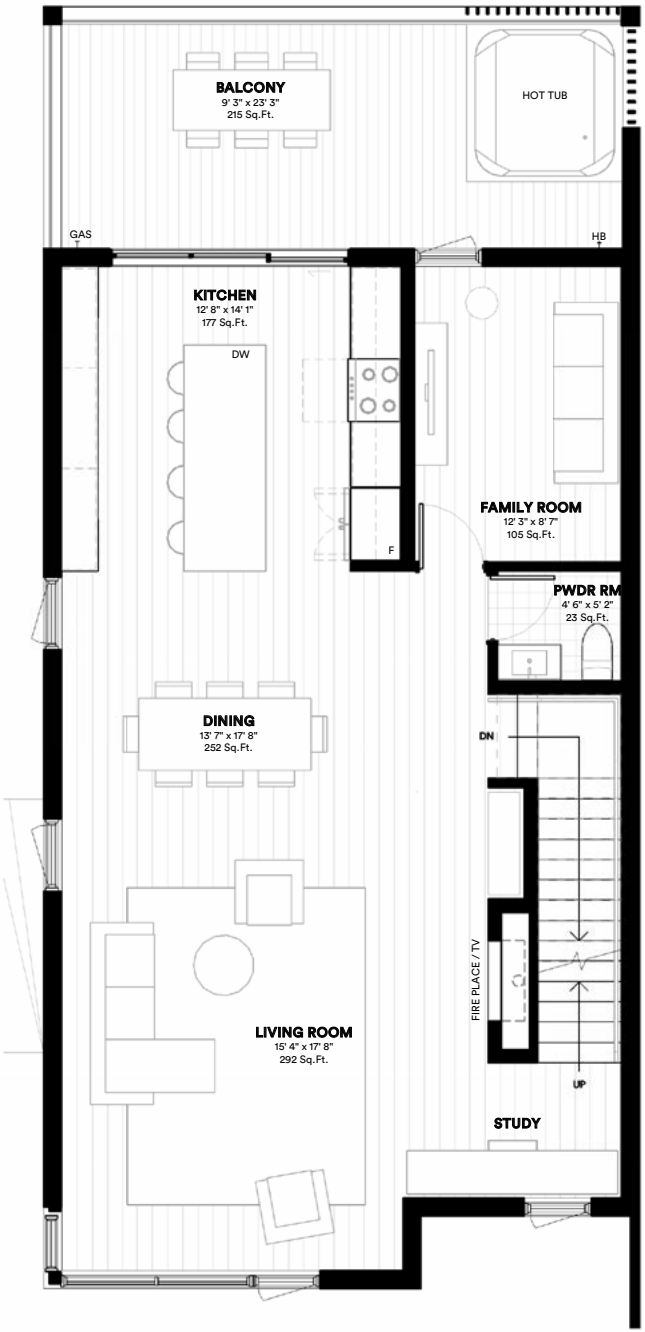 BALCONY
9' 3" x 23' 3"
215 Sq.Ft.
HOT TUB
GAS
HB
KITCHEN
12' 8" x 14' 1"
177 Sq.Ft.
DW
F
FAMILY ROOM
12' 3" x 8' 7"
105 Sq.Ft.
PWDR RM
4' 6" x 5' 2"
23 Sq.Ft.
DINING
13' 7" x 17' 8"
252 Sq.Ft.
DN
FIRE PLACE / TV
LIVING ROOM
15' 4" x 17' 8"
292 Sq.Ft.
UP
STUDY